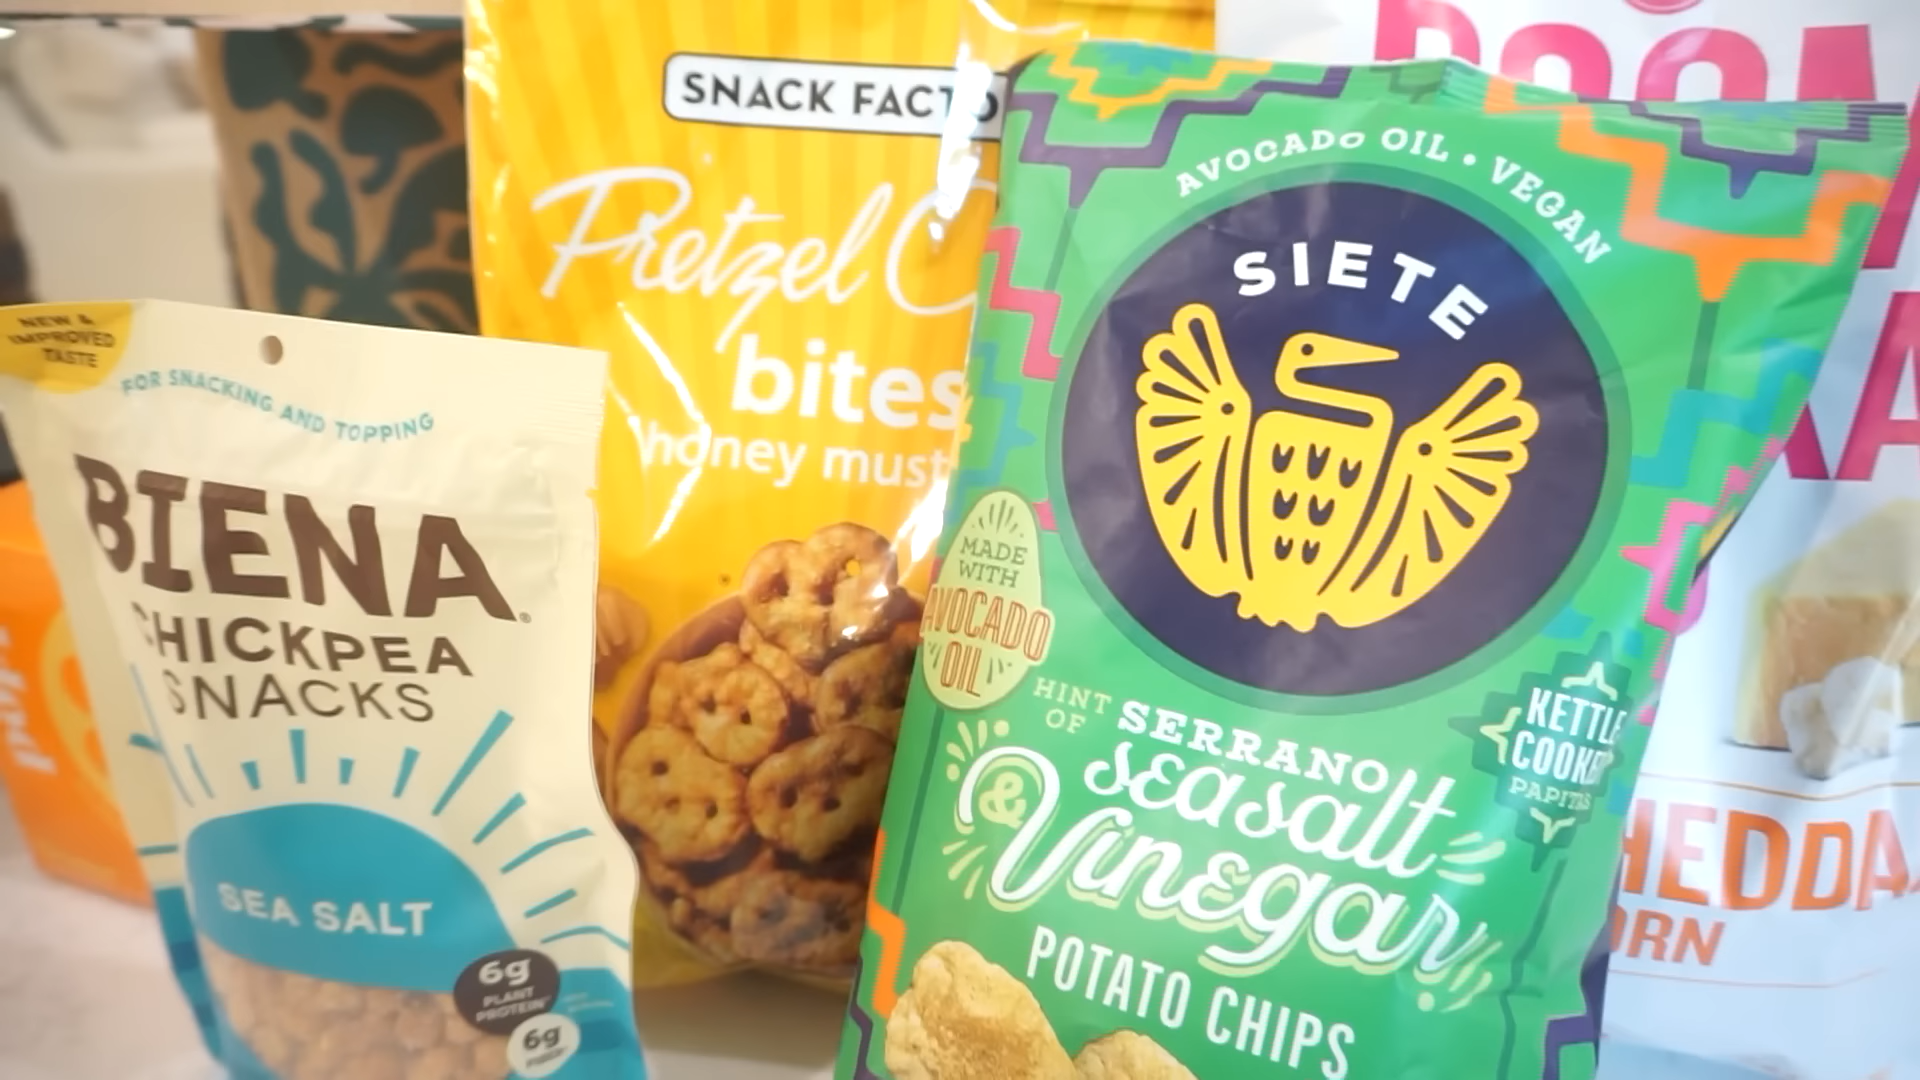 NEW &
IMPROVED
TASTE
FOR SNACKING AND TOPPING
BIENA
CHICKPEA
SNACKS
SEA SALT
6g
PLANT
PROTEIN
6g
SNACK FACTO
Pretzel C
bites
honey must
AVOCADO OIL • VEGAN
SIETE
MADE
WITH
AVOCADO
OIL
HINT
OF
SERRANO
sea salt
&
Vinegar
POTATO CHIPS
KETTLE
COOKED
PAPITAS
HEDDA
ORN